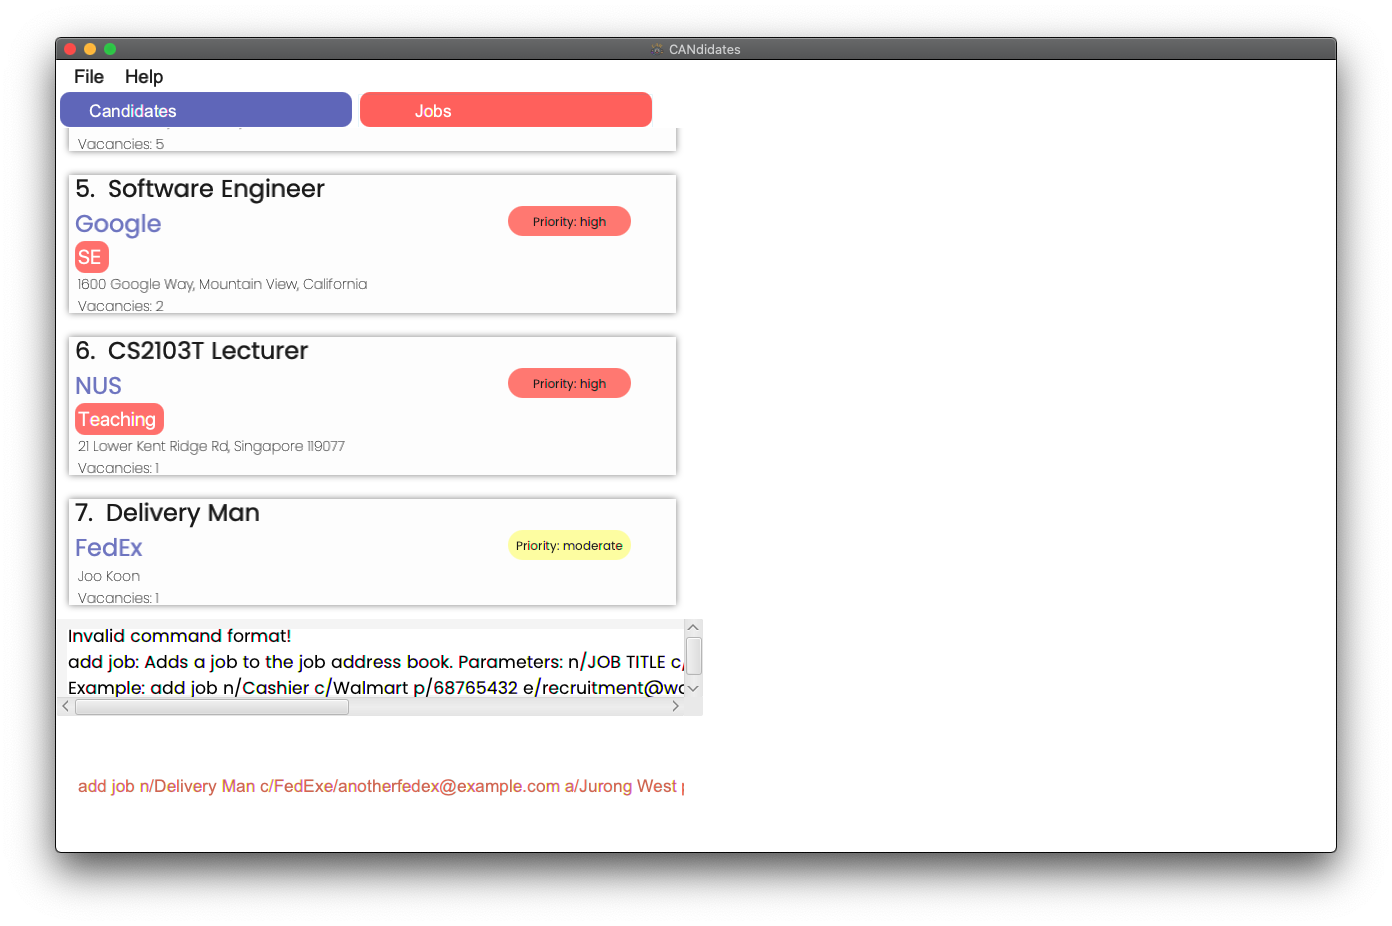 CANdidates
File Help
Candidates Jobs
Vacancies: 5
5. Software Engineer
Google
Priority: high
SE
1600 Google Way, Mountain View, California
Vacancies: 2
6. CS2103T Lecturer
NUS
Priority: high
Teaching
21 Lower Kent Ridge Rd, Singapore 119077
Vacancies: 1
7. Delivery Man
FedEx
Priority: moderate
Joo Koon
Vacancies: 1
Invalid command format!
add job: Adds a job to the job address book. Parameters: n/JOB TITLE c/
Example: add job n/Cashier c/Walmart p/68765432 e/recruitment@wa
add job n/Delivery Man c/FedExe/anotherfedex@example.com a/Jurong West p